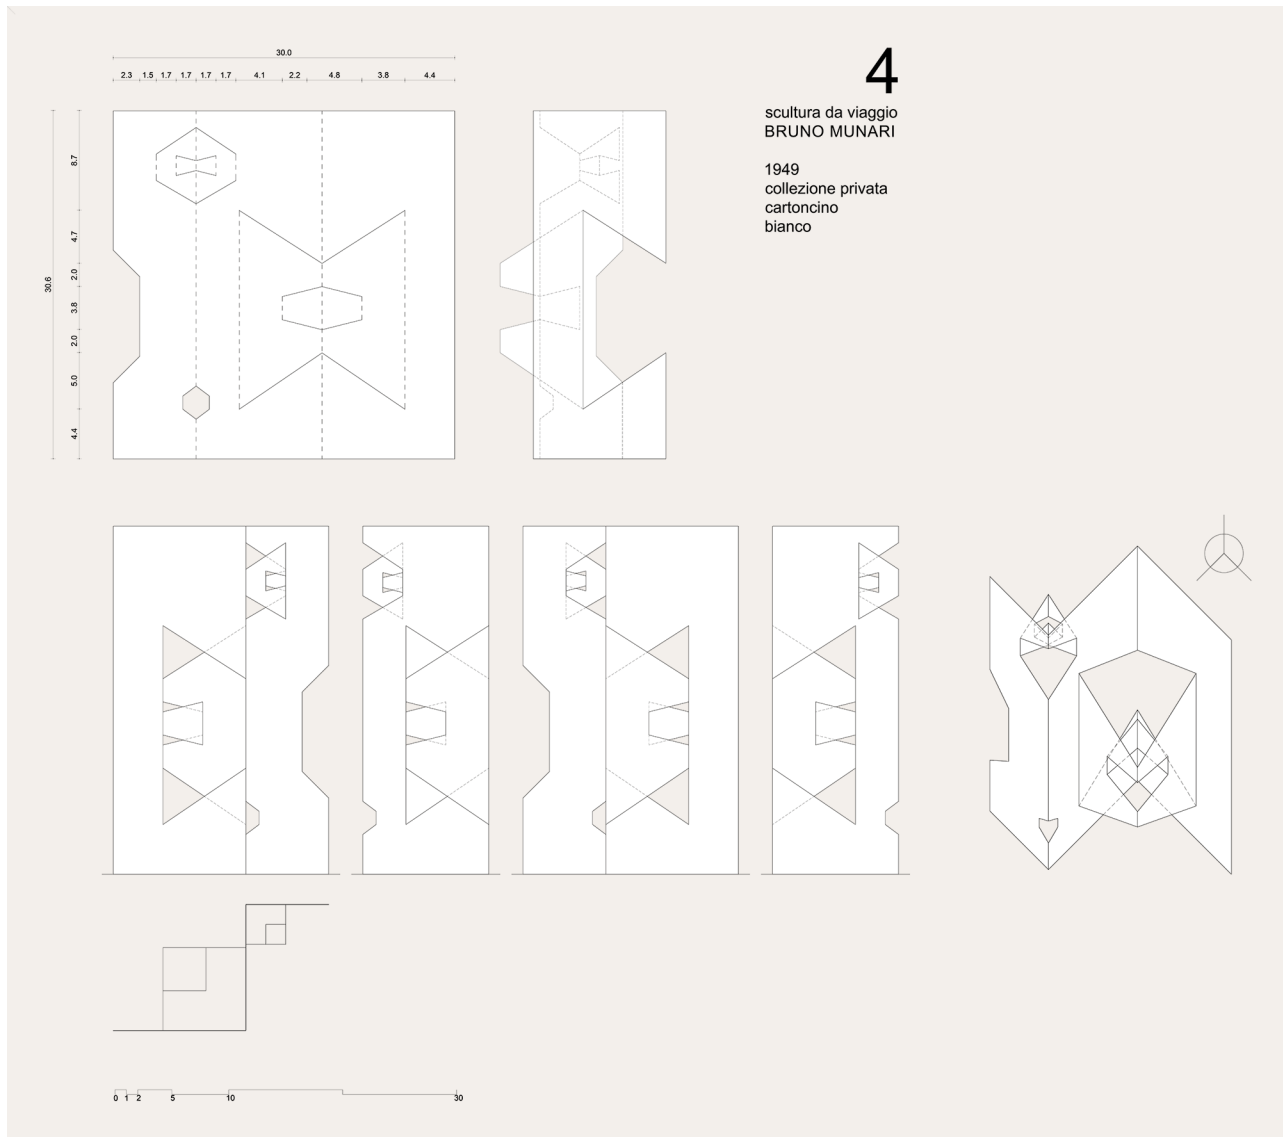 30.0
2.3 1.5 1.7 1.7 1.7 1.7 4.1 2.2 4.8 3.8 4.4
4
scultura da viaggio
BRUNO MUNARI
1949
collezione privata
cartoncino
bianco
30.6
8.7
4.7
2.0
3.8
2.0
5.0
4.4
0 1 2 5 10 30